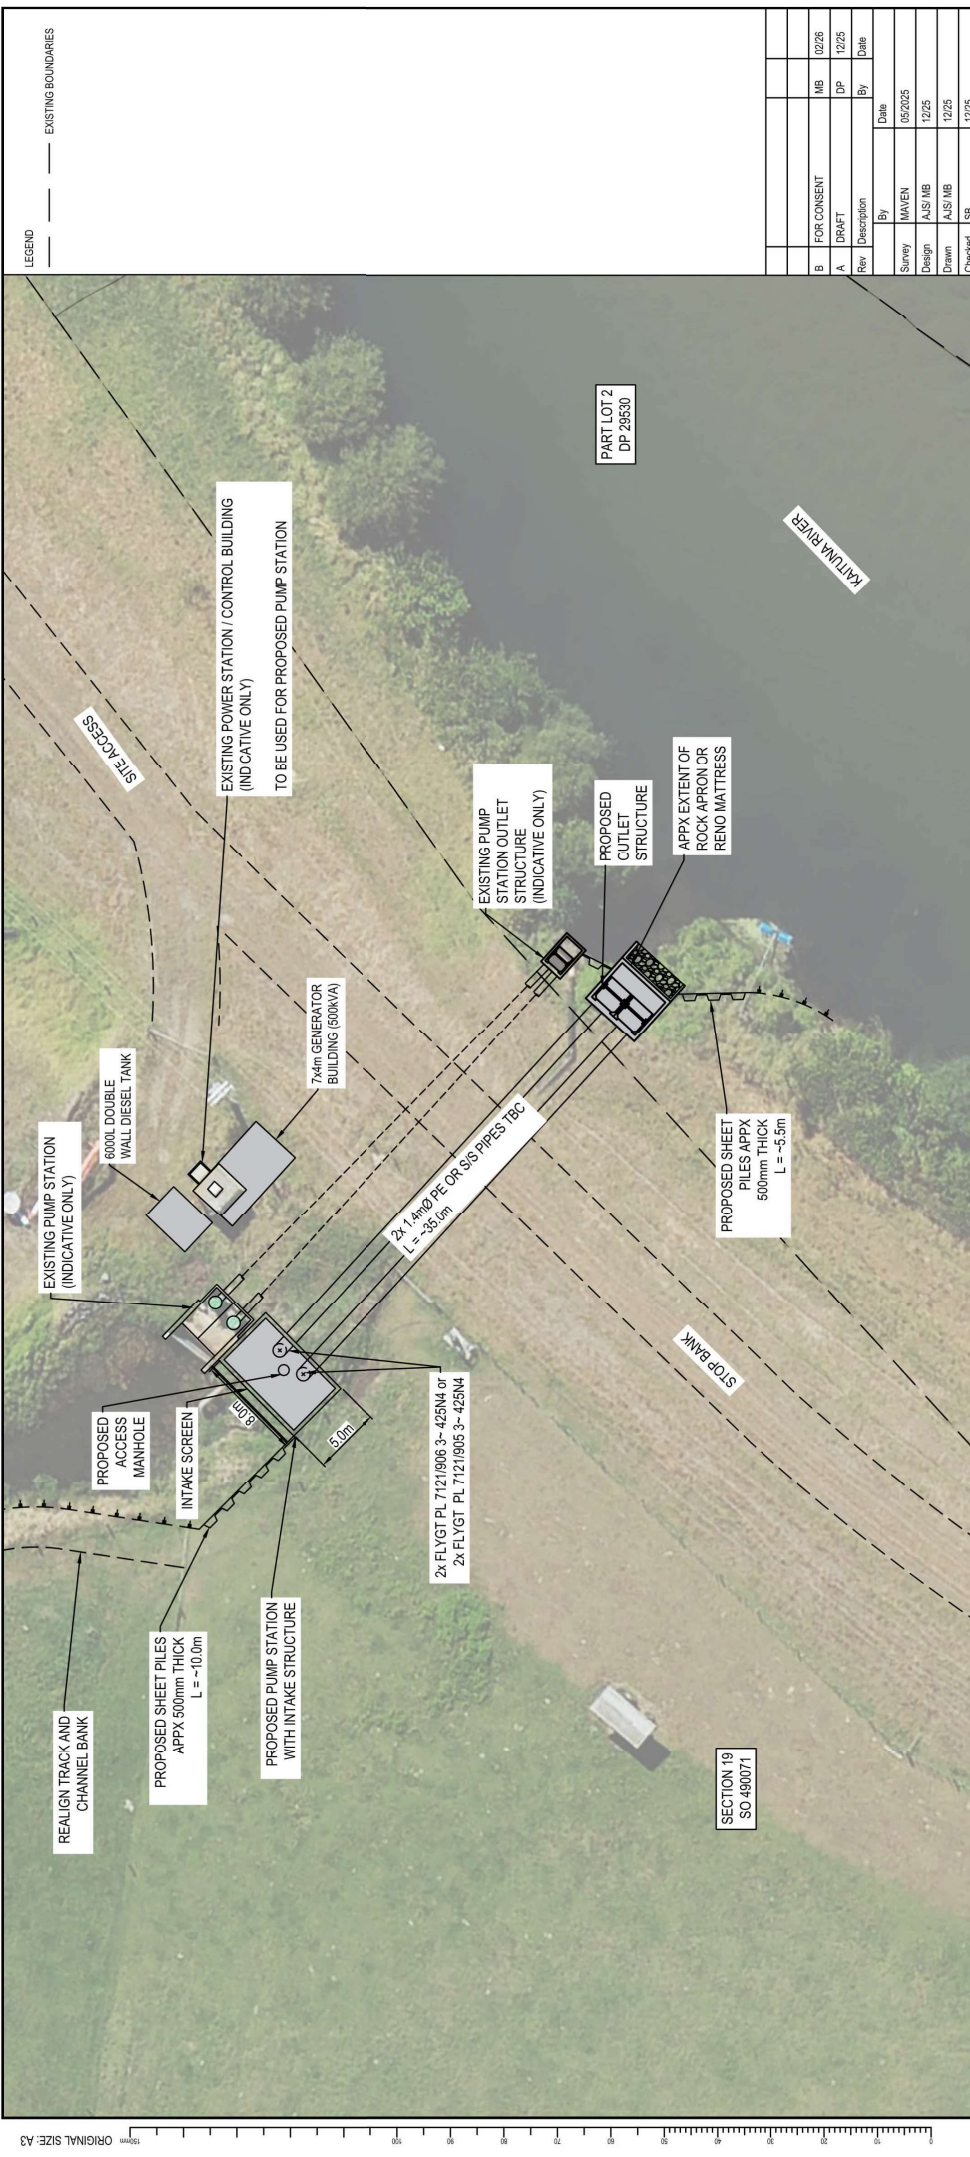 LEGEND
EXISTING BOUNDARIES
REALIGN TRACK AND
CHANNEL BANK
PROPOSED SHEET PILES
APPX 500mm THICK
L = ~10.0m
PROPOSED PUMP STATION
WITH INTAKE STRUCTURE
PROPOSED
ACCESS
MANHOLE
INTAKE SCREEN
EXISTING PUMP STATION
(INDICATIVE ONLY)
6000L DOUBLE
WALL DIESEL TANK
7x4m GENERATOR
BUILDING (500kVA)
SITE ACCESS
EXISTING POWER STATION / CONTROL BUILDING
(IND CATIVE ONLY)
TO BE USED FOR PROPOSED PUMP STATION
8.0m
5.0m
2x FLYGT PL 7121/906 3~ 425N4 or
2x FLYGT PL 7121/905 3~ 425N4
2x 1.4mØ PE OR S/S PIPES TBC
L = ~35.0m
EXISTING PUMP
STATION OUTLET
STRUCTURE
(INDICATIVE ONLY)
PROPOSED
CUTLET
STRUCTURE
APPX EXTENT OF
ROCK APRON OR
RENO MATTRESS
PROPOSED SHEET
PILES APPX
500mm THICK
L = ~5.5m
STOP BANK
SECTION 19
SO 490071
PART LOT 2
DP 29530
KAITUNA RIVER
B FOR CONSENT MB 02/26
A DRAFT DP 12/25
Rev Description By Date
By Date
Survey MAVEN 05/2025
Design AJS/ MB 12/25
Drawn AJS/ MB 12/25
Checked SB 12/25
ORIGINAL SIZE: A3
150mm 100 90 80 70 60 50 40 30 20 10 0